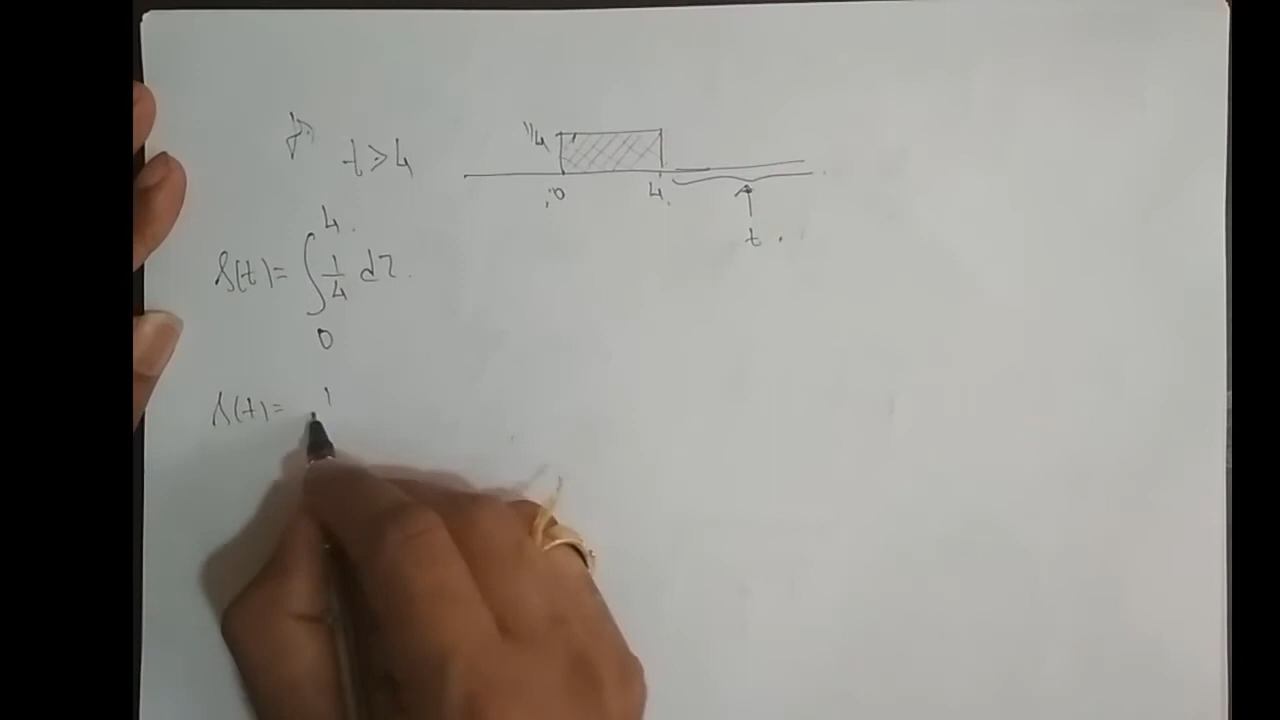 t > 4
1/4
0 4
t
4
S(t) = ∫ 1/4 dτ
0
s(t) = 1